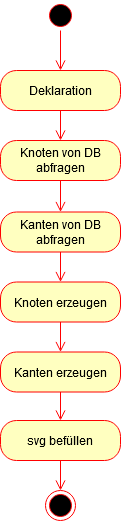 Deklaration
Knoten von DB
abfragen
Kanten von DB
abfragen
Knoten erzeugen
Kanten erzeugen
svg befüllen